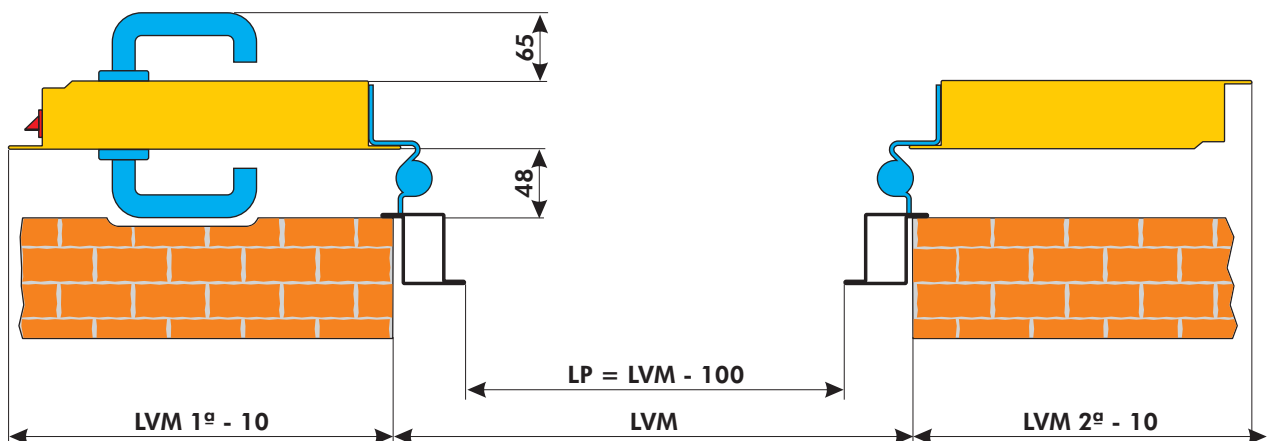 65
48
LP = LVM - 100
LVM 1ª - 10
LVM
LVM 2ª - 10